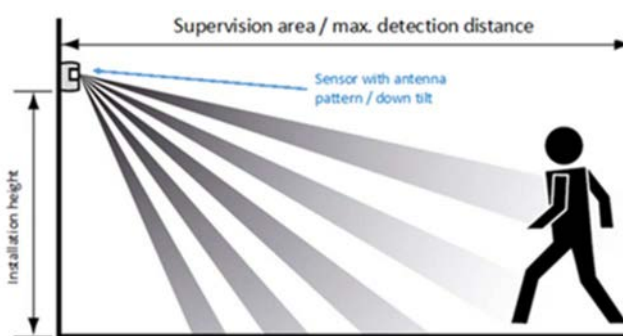 Supervision area / max. detection distance
Sensor with antenna
pattern / down tilt
Installation height